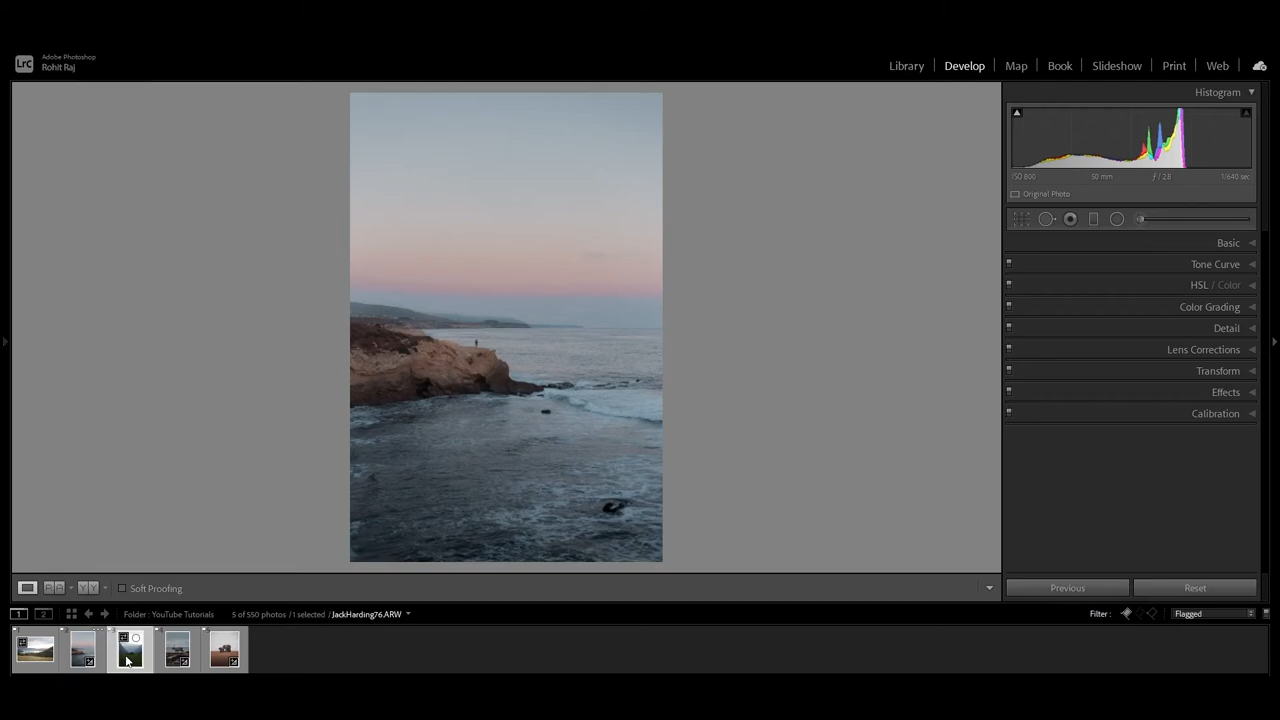 LrC
Adobe Photoshop
Rohit Raj
Library Develop Map Book Slideshow Print Web
Histogram
ISO 800 50 mm ƒ / 2.8 1/640 sec
Original Photo
Basic
Tone Curve
HSL / Color
Color Grading
Detail
Lens Corrections
Transform
Effects
Calibration
Previous Reset
R A Y Y Soft Proofing
1 2 Folder : YouTube Tutorials 5 of 550 photos / 1 selected / JackHarding76.ARW Filter : Flagged